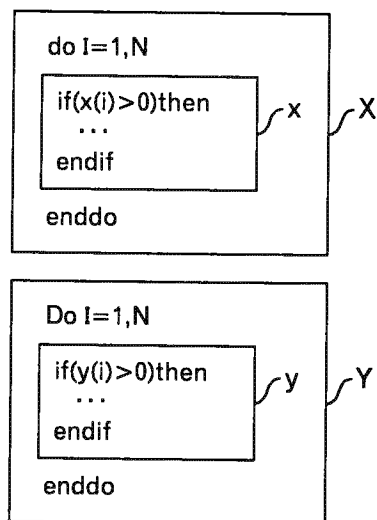 do I=1,N
if(x(i)>0)then
...
endif
x
X
enddo
Do I=1,N
if(y(i)>0)then
...
endif
y
Y
enddo